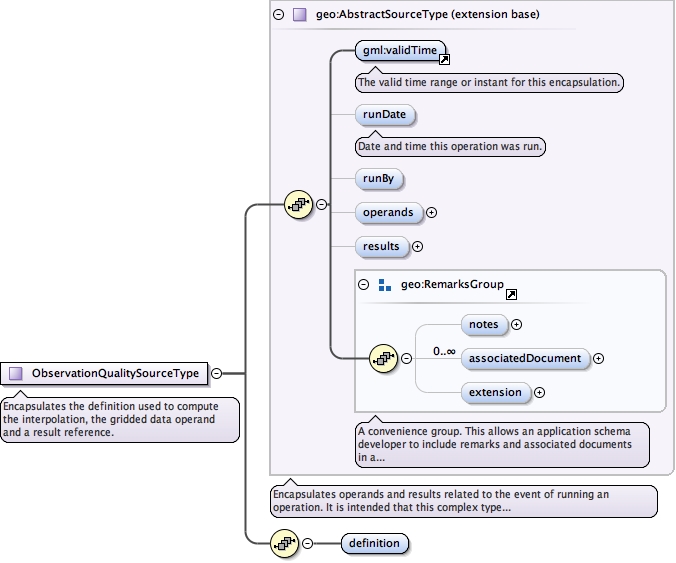 geo:AbstractSourceType (extension base)
gml:validTime
The valid time range or instant for this encapsulation.
runDate
Date and time this operation was run.
runBy
operands
results
geo:RemarksGroup
notes
0..∞
associatedDocument
extension
A convenience group. This allows an application schema
developer to include remarks and associated documents
in a...
ObservationQualitySourceType
Encapsulates the definition used to compute
the interpolation, the gridded data operand
and a result reference.
Encapsulates operands and results related to the event of running an
operation. It is intended that this complex type...
definition